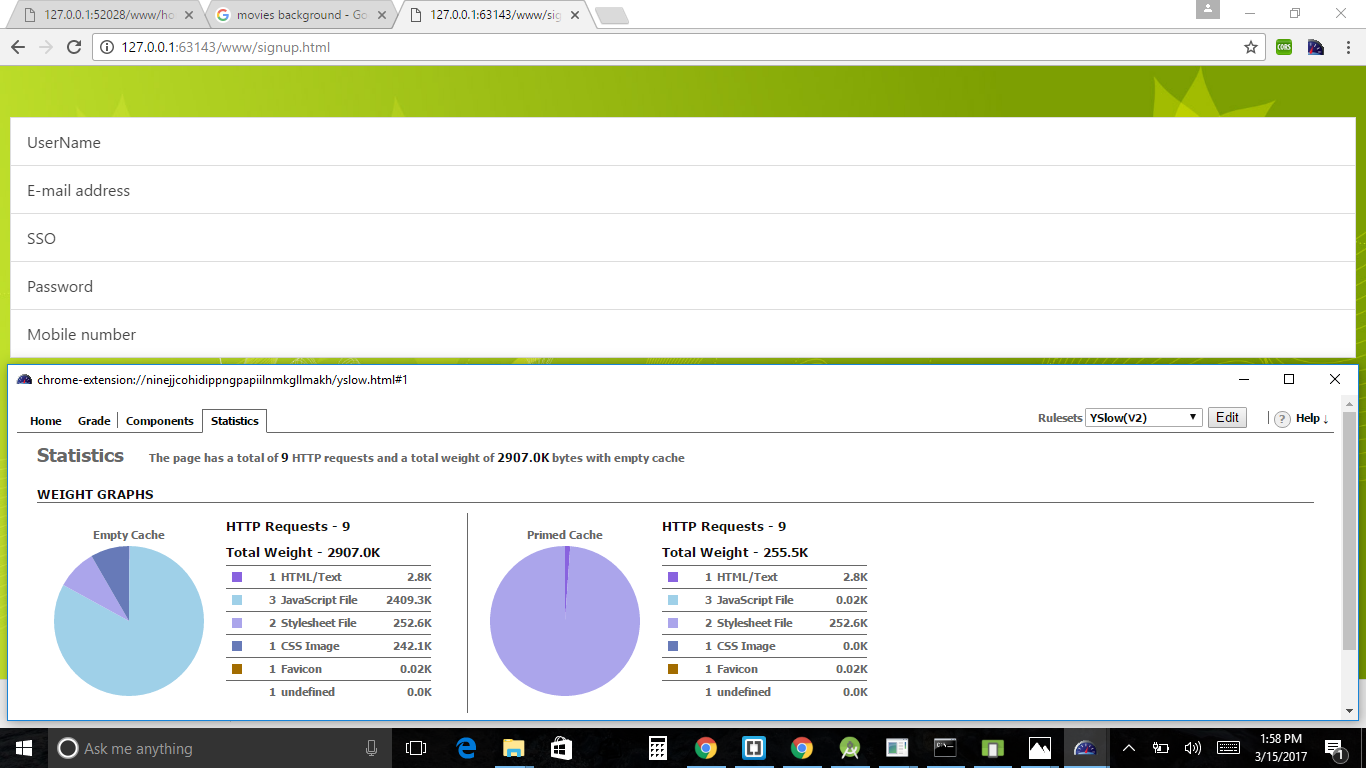 127.0.0.1:52028/www/ho
movies background - Go
127.0.0.1:63143/www/sig
127.0.0.1:63143/www/signup.html
CORS
UserName
E-mail address
SSO
Password
Mobile number
chrome-extension://ninejjcohidippngpapiilnmkgllmakh/yslow.html#1
Home Grade Components Statistics
Rulesets YSlow(V2) Edit ? Help ↓
Statistics The page has a total of 9 HTTP requests and a total weight of 2907.0K bytes with empty cache
WEIGHT GRAPHS
Empty Cache
HTTP Requests - 9
Total Weight - 2907.0K
1 HTML/Text 2.8K
3 JavaScript File 2409.3K
2 Stylesheet File 252.6K
1 CSS Image 242.1K
1 Favicon 0.02K
1 undefined 0.0K
Primed Cache
HTTP Requests - 9
Total Weight - 255.5K
1 HTML/Text 2.8K
3 JavaScript File 0.02K
2 Stylesheet File 252.6K
1 CSS Image 0.0K
1 Favicon 0.02K
1 undefined 0.0K
Ask me anything
1:58 PM
3/15/2017
1